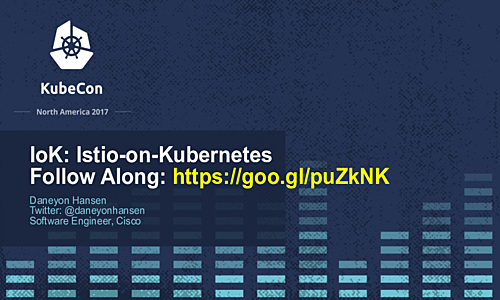 KubeCon
North America 2017
IoK: Istio-on-Kubernetes
Follow Along: https://goo.gl/puZkNK
Daneyon Hansen
Twitter: @daneyonhansen
Software Engineer, Cisco